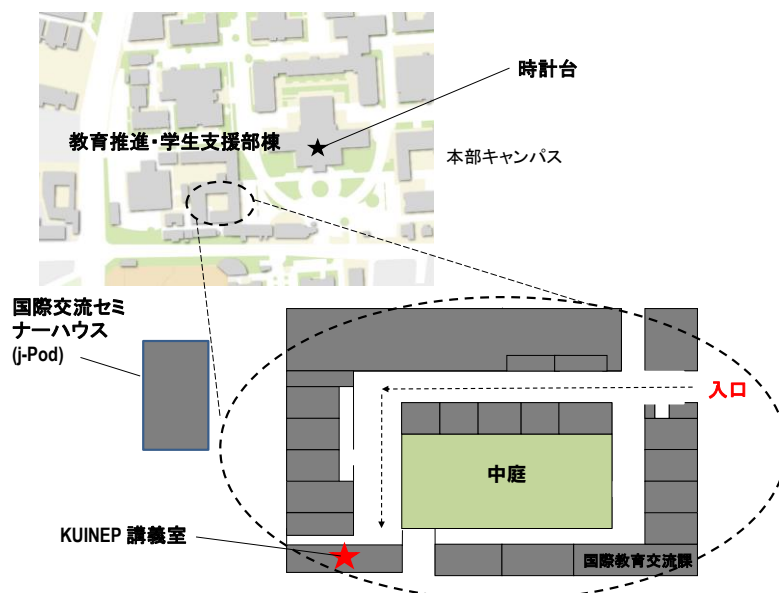 時計台
教育推進・学生支援部棟
本部キャンパス
国際交流セミ
ナーハウス
(j-Pod)
入口
中庭
KUINEP 講義室
国際教育交流課